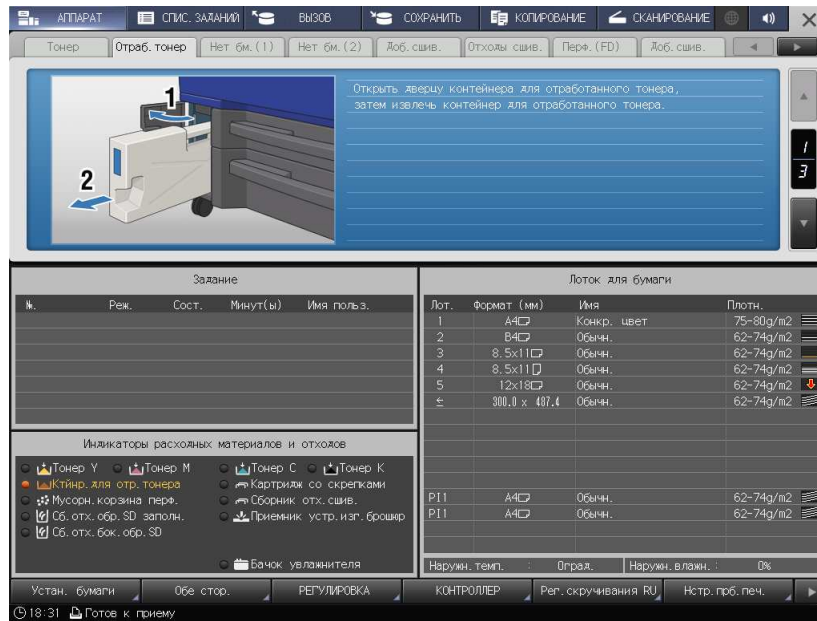 АППАРАТ СПИС. ЗАДАНИЙ ВЫЗОВ СОХРАНИТЬ КОПИРОВАНИЕ СКАНИРОВАНИЕ
Тонер Отраб. тонер Нет бм.(1) Нет бм.(2) Доб. сшив. Отходы сшив. Перф.(FD) Доб. сшив.
1
2
Открыть дверцу контейнера для отработанного тонера,
затем извлечь контейнер для отработанного тонера.
1
3
Задание
№. Реж. Сост. Минут(ы) Имя польз.
Лоток для бумаги
Лот. Формат (мм) Имя Плотн.
1 A4 Конкр. цвет 75-80g/m2
2 B4 Обычн. 62-74g/m2
3 8.5x11 Обычн. 62-74g/m2
4 8.5x11 Обычн. 62-74g/m2
5 12x18 Обычн. 62-74g/m2
300.0 x 487.4 Обычн. 62-74g/m2
PI1 A4 Обычн. 62-74g/m2
PI1 A4 Обычн. 62-74g/m2
Наружн. темп. : 0град. Наружн. влажн. : 0%
Индикаторы расходных материалов и отходов
Тонер Y Тонер M Тонер C Тонер K
Ктйнр. для отр. тонера Картридж со скрепками
Мусорн. корзина перф. Сборник отх. сшив.
Сб. отх. обр. SD заполн. Приемник устр. изг. брошюр
Сб. отх. бок. обр. SD
Бачок увлажнителя
Устан. бумаги Обе стор. РЕГУЛИРОВКА КОНТРОЛЛЕР Рег. скручивания RU Нстр. прб. печ.
18:31 Готов к приему